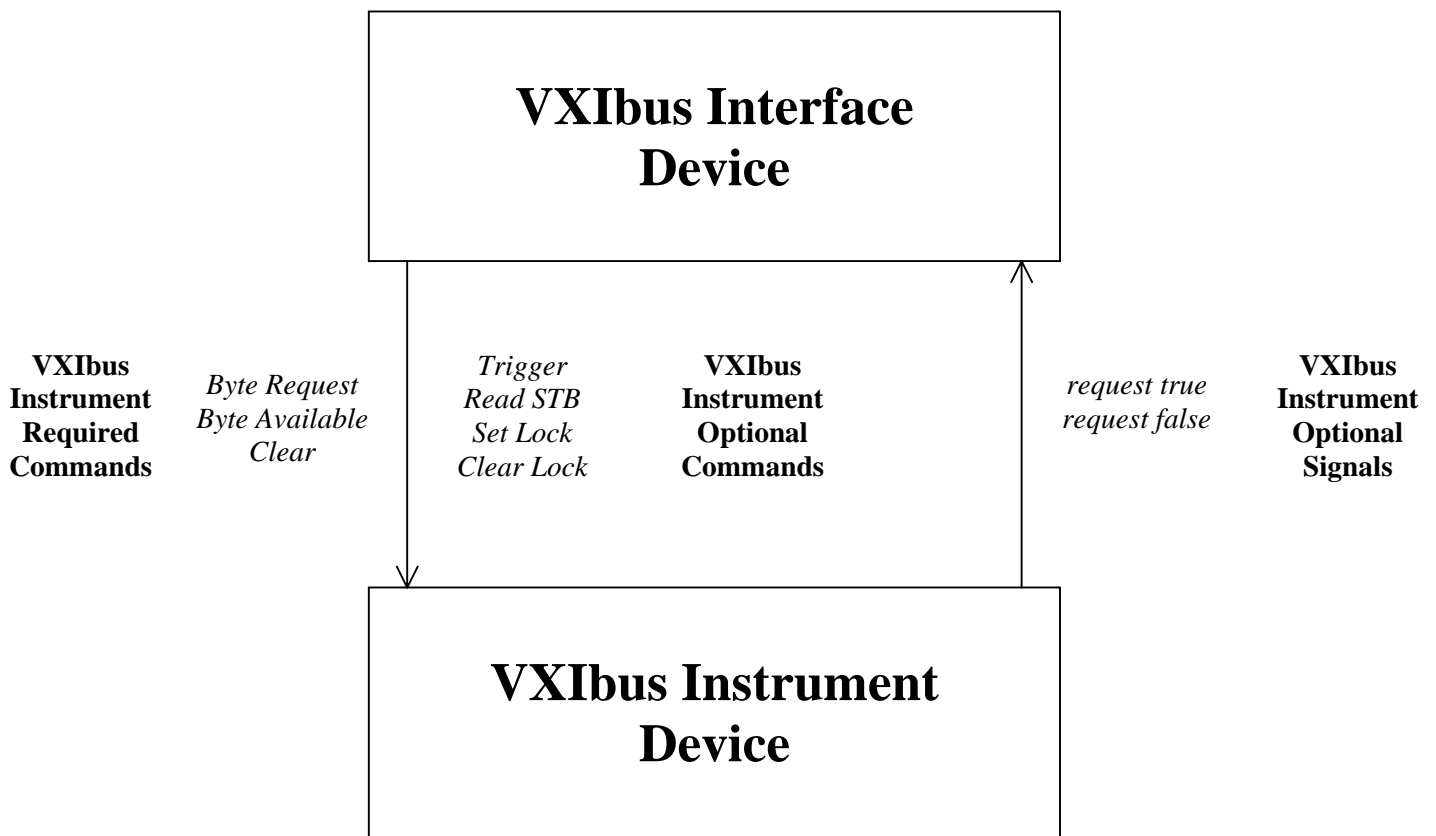 VXIbus Interface
Device
VXIbus
Instrument
Required
Commands
Byte Request
Byte Available
Clear
Trigger
Read STB
Set Lock
Clear Lock
VXIbus
Instrument
Optional
Commands
request true
request false
VXIbus
Instrument
Optional
Signals
VXIbus Instrument
Device